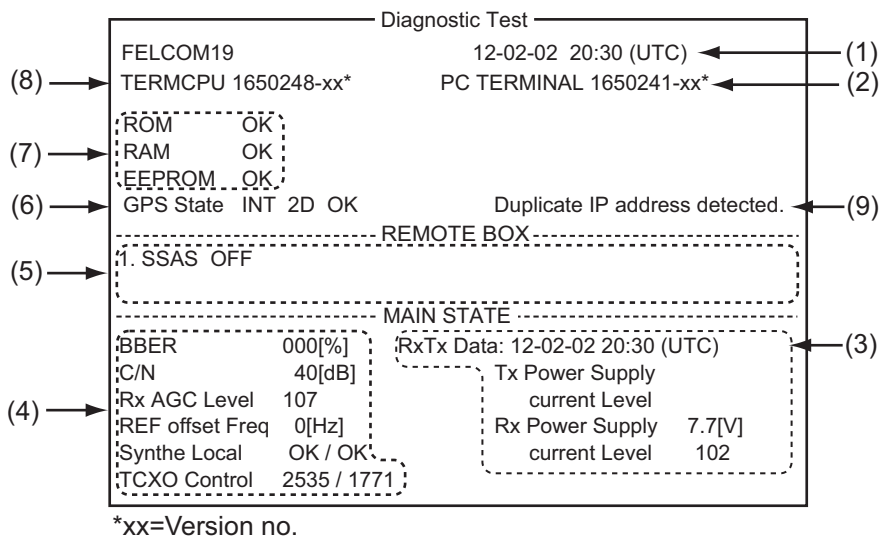 Diagnostic Test
FELCOM19 12-02-02 20:30 (UTC) (1)
(8) TERMCPU 1650248-xx* PC TERMINAL 1650241-xx* (2)
ROM OK
(7) RAM OK
EEPROM OK
(6) GPS State INT 2D OK Duplicate IP address detected. (9)
REMOTE BOX
(5) 1. SSAS OFF
MAIN STATE
BBER 000[%] RxTx Data: 12-02-02 20:30 (UTC) (3)
C/N 40[dB] Tx Power Supply
(4) Rx AGC Level 107 current Level
REF offset Freq 0[Hz] Rx Power Supply 7.7[V]
Synthe Local OK / OK current Level 102
TCXO Control 2535 / 1771
*xx=Version no.